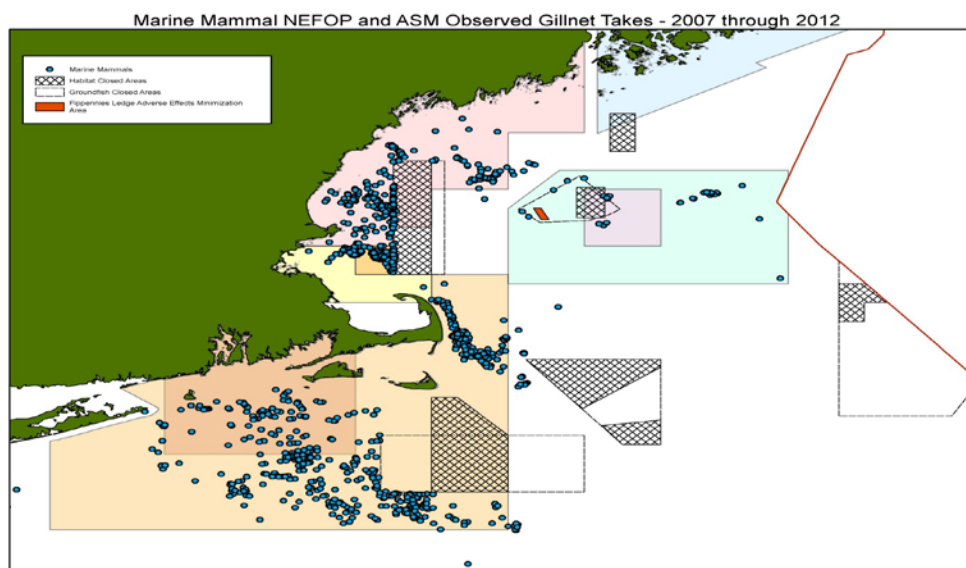 Marine Mammal NEFOP and ASM Observed Gillnet Takes - 2007 through 2012
Marine Mammals
Habitat Closed Areas
Groundfish Closed Areas
Fippennies Ledge Adverse Effects Minimization
Area